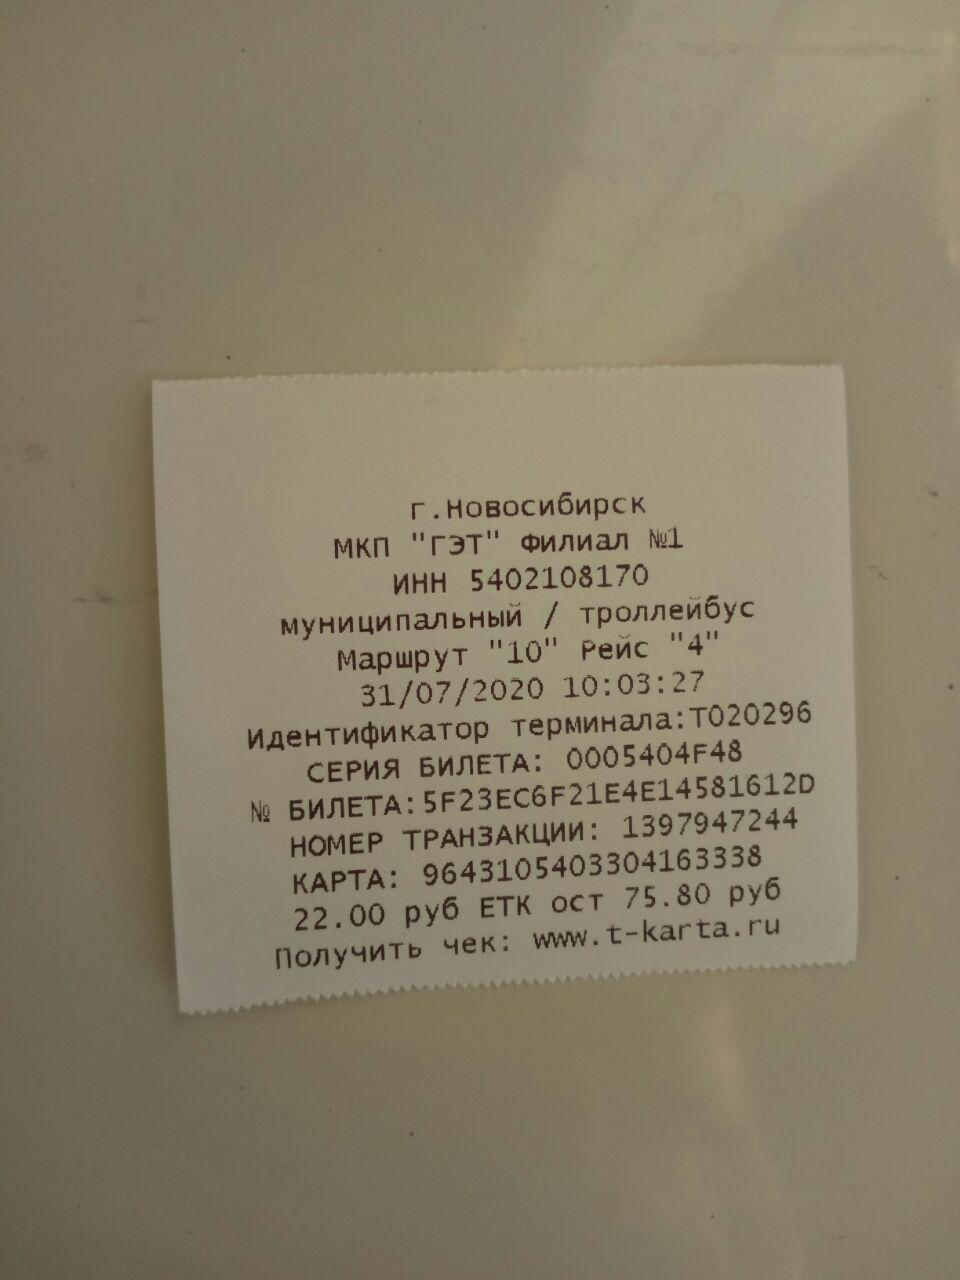 г.Новосибирск
МКП "ГЭТ" Филиал №1
ИНН 5402108170
муниципальный / троллейбус
Маршрут "10" Рейс "4"
31/07/2020 10:03:27
Идентификатор терминала:T020296
СЕРИЯ БИЛЕТА: 0005404F48
№ БИЛЕТА:5F23EC6F21E4E14581612D
НОМЕР ТРАНЗАКЦИИ: 1397947244
КАРТА: 9643105403304163338
22.00 руб ЕТК ост 75.80 руб
Получить чек: www.t-karta.ru